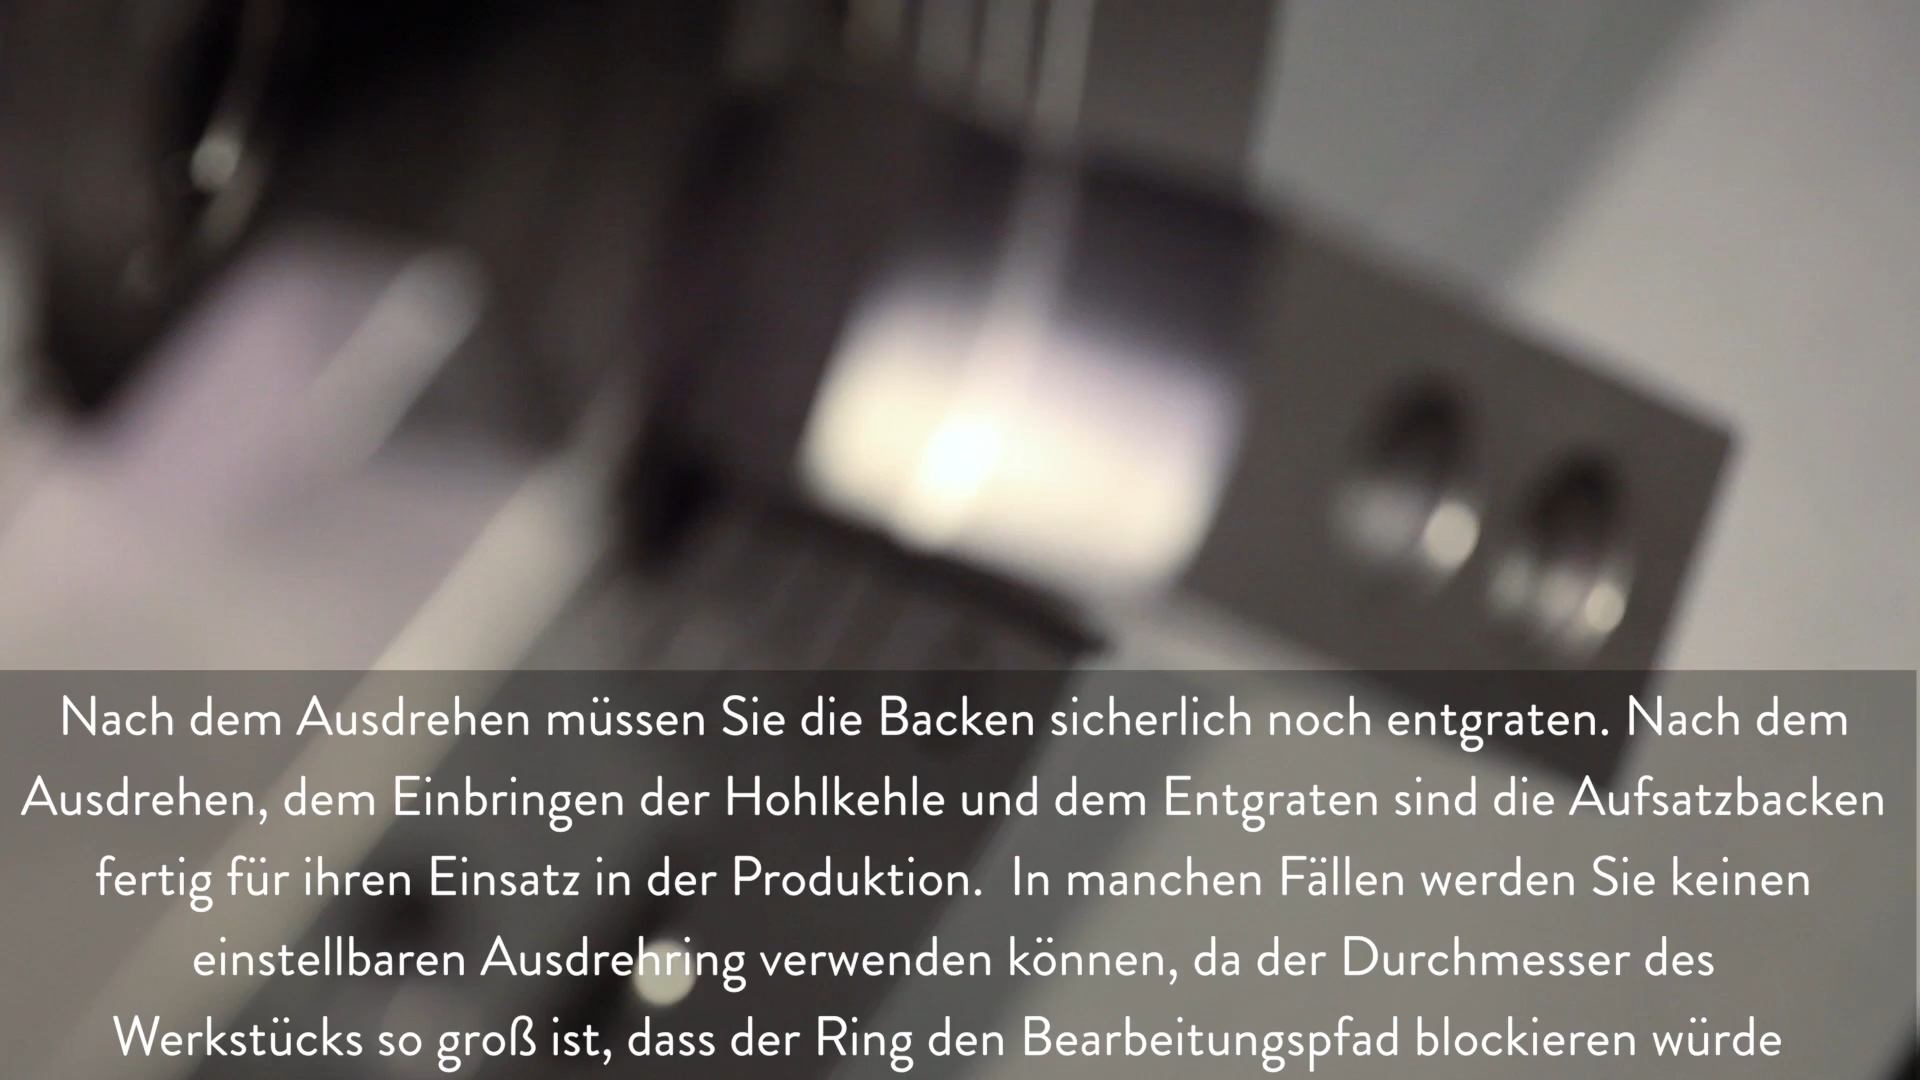 Nach dem Ausdrehen müssen Sie die Backen sicherlich noch entgraten. Nach dem
Ausdrehen, dem Einbringen der Hohlkehle und dem Entgraten sind die Aufsatzbacken
fertig für ihren Einsatz in der Produktion.  In manchen Fällen werden Sie keinen
einstellbaren Ausdrehring verwenden können, da der Durchmesser des
Werkstücks so groß ist, dass der Ring den Bearbeitungspfad blockieren würde